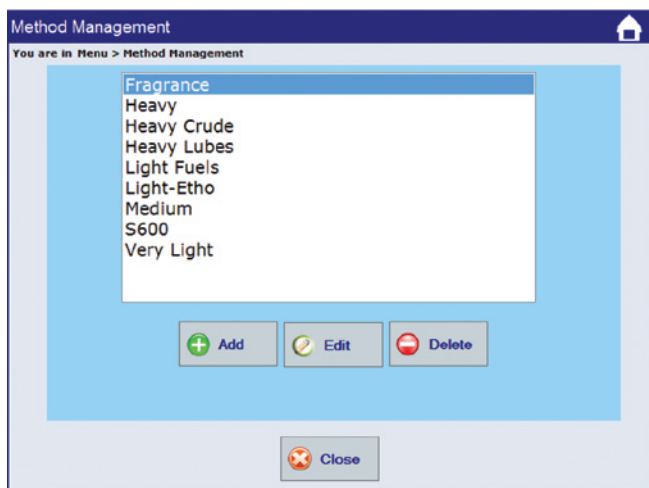 Method Management
You are in Menu > Method Management
Fragrance
Heavy
Heavy Crude
Heavy Lubes
Light Fuels
Light-Etho
Medium
S600
Very Light
Add
Edit
Delete
Close